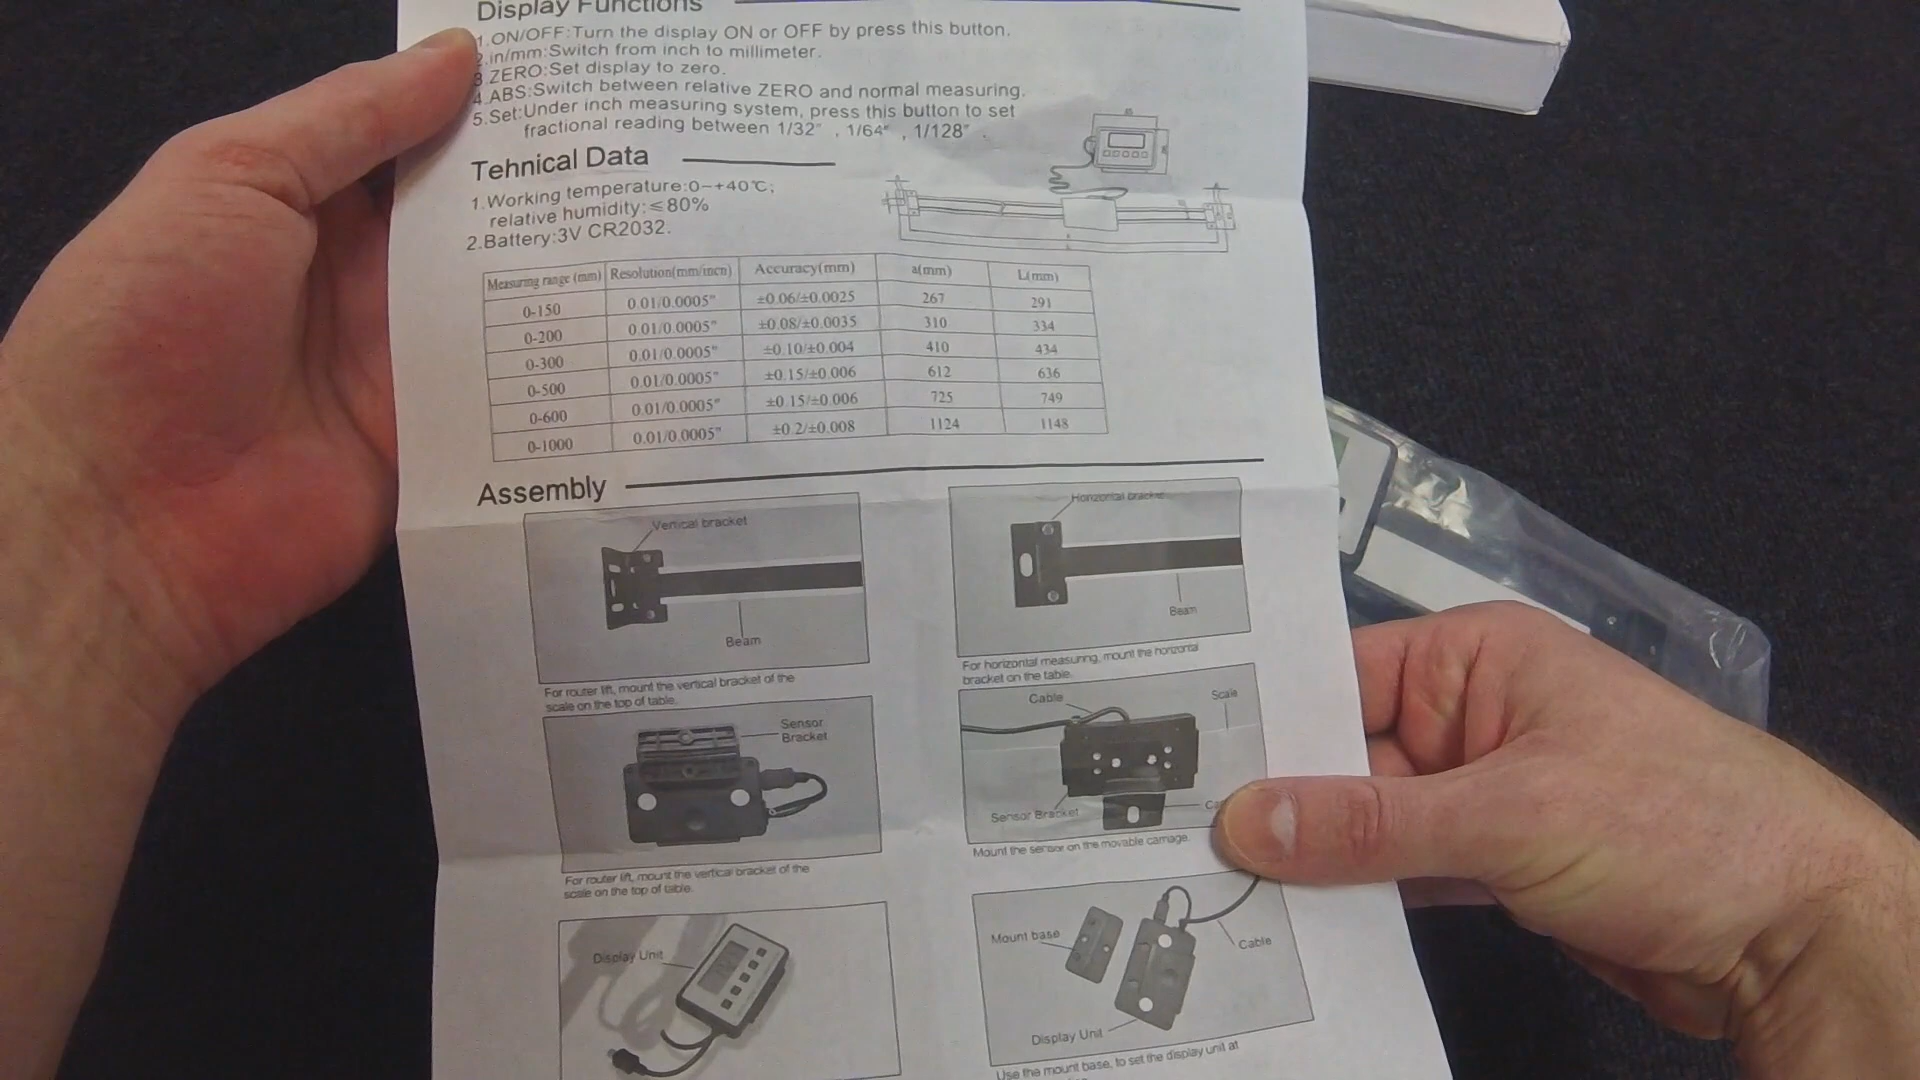 Display Functions
1.ON/OFF:Turn the display ON or OFF by press this button.
2.in/mm:Switch from inch to millimeter.
3.ZERO:Set display to zero.
4.ABS:Switch between relative ZERO and normal measuring.
5.Set:Under inch measuring system, press this button to set
fractional reading between 1/32" , 1/64" , 1/128" .
Tehnical Data
1.Working temperature:0-+40℃;
relative humidity:≤80%
2.Battery:3V CR2032.
Measuring range (mm) Resolution(mm/incn) Accuracy(mm) a(mm) L(mm)
0-150 0.01/0.0005" ±0.06/±0.0025 267 291
0-200 0.01/0.0005" ±0.08/±0.0035 310 334
0-300 0.01/0.0005" ±0.10/±0.004 410 434
0-500 0.01/0.0005" ±0.15/±0.006 612 636
0-600 0.01/0.0005" ±0.15/±0.006 725 749
0-1000 0.01/0.0005" ±0.2/±0.008 1124 1148
Assembly
Vertical bracket
Beam
For router lift, mount the vertical bracket of the
scale on the top of table.
Horizontal bracket
Beam
For horizontal measuring, mount the horizontal
bracket on the table.
Sensor
Bracket
For router lift, mount the vertical bracket of the
scale on the top of table.
Cable
Scale
Sensor Bracket
Mount the sensor on the movable carriage.
Display Unit
Mount base
Cable
Display Unit
Use the mount base, to set the display unit at